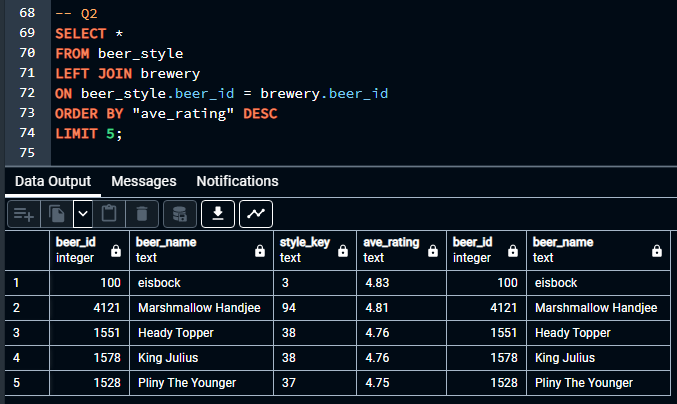 68 -- Q2
69 SELECT *
70 FROM beer_style
71 LEFT JOIN brewery
72 ON beer_style.beer_id = brewery.beer_id
73 ORDER BY "ave_rating" DESC
74 LIMIT 5;
75
Data Output Messages Notifications
beer_id beer_name style_key ave_rating beer_id beer_name
integer text text text integer text
1 100 eisbock 3 4.83 100 eisbock
2 4121 Marshmallow Handjee 94 4.81 4121 Marshmallow Handjee
3 1551 Heady Topper 38 4.76 1551 Heady Topper
4 1578 King Julius 38 4.76 1578 King Julius
5 1528 Pliny The Younger 37 4.75 1528 Pliny The Younger